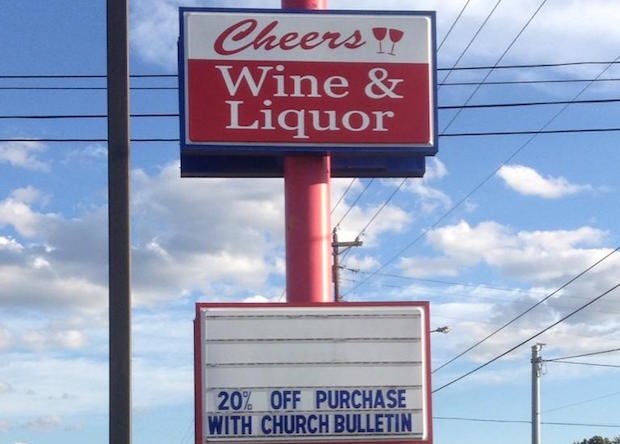 Cheers
Wine &
Liquor
20% OFF PURCHASE
WITH CHURCH BULLETIN